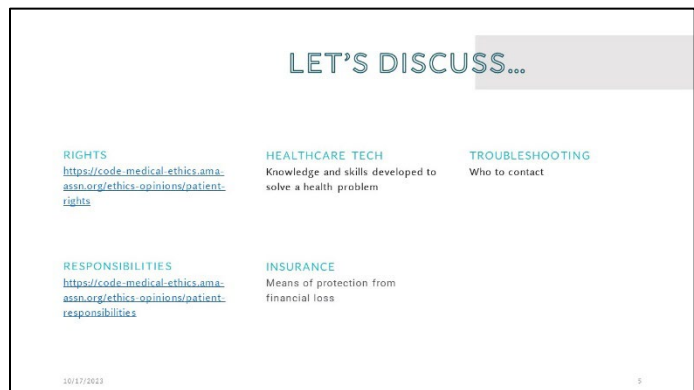 LET'S DISCUSS...
RIGHTS
https://code-medical-ethics.ama-
assn.org/ethics-opinions/patient-
rights
HEALTHCARE TECH
Knowledge and skills developed to
solve a health problem
TROUBLESHOOTING
Who to contact
RESPONSIBILITIES
https://code-medical-ethics.ama-
assn.org/ethics-opinions/patient-
responsibilities
INSURANCE
Means of protection from
financial loss
10/17/2023
5